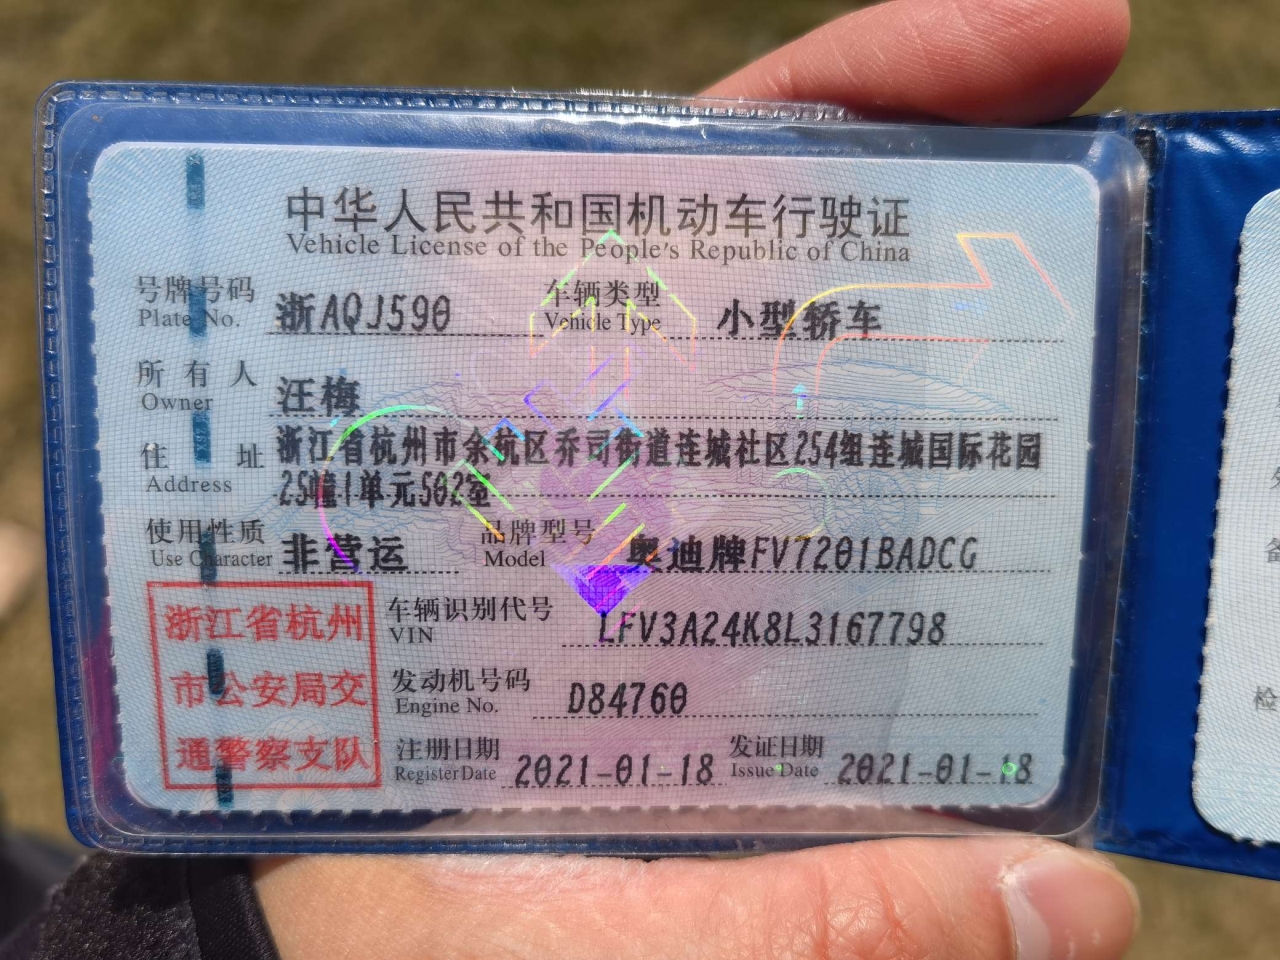 中华人民共和国机动车行驶证
Vehicle License of the People's Republic of China
号牌号码 浙AQJ590 车辆类型 小型轿车
Plate No. Vehicle Type
所有人 汪梅
Owner
住址 浙江省杭州市余杭区乔司街道连城社区254组连城国际花园
Address 25幢1单元502室
使用性质 非营运 品牌型号 奥迪牌FV7201BADCG
Use Character Model
浙江省杭州
市公安局交
通警察支队
车辆识别代号
VIN LFV3A24K8L3167798
发动机号码
Engine No. D84760
注册日期 2021-01-18 发证日期 2021-01-18
Register Date Issue Date
检